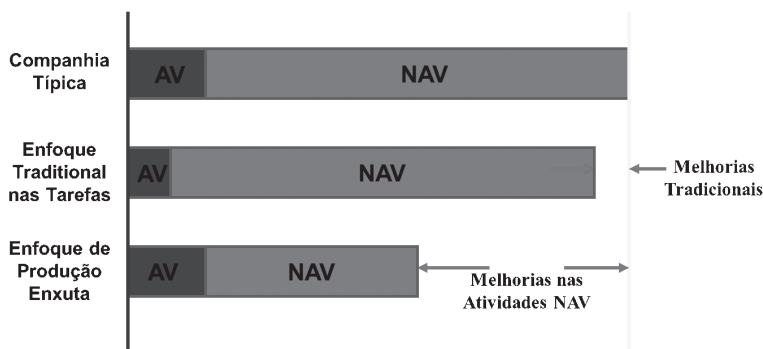 Companhia
Típica
AV
NAV
Enfoque
Traditional
nas Tarefas
AV
NAV
Melhorias
Tradicionais
Enfoque de
Produção
Enxuta
AV
NAV
Melhorias nas
Atividades NAV